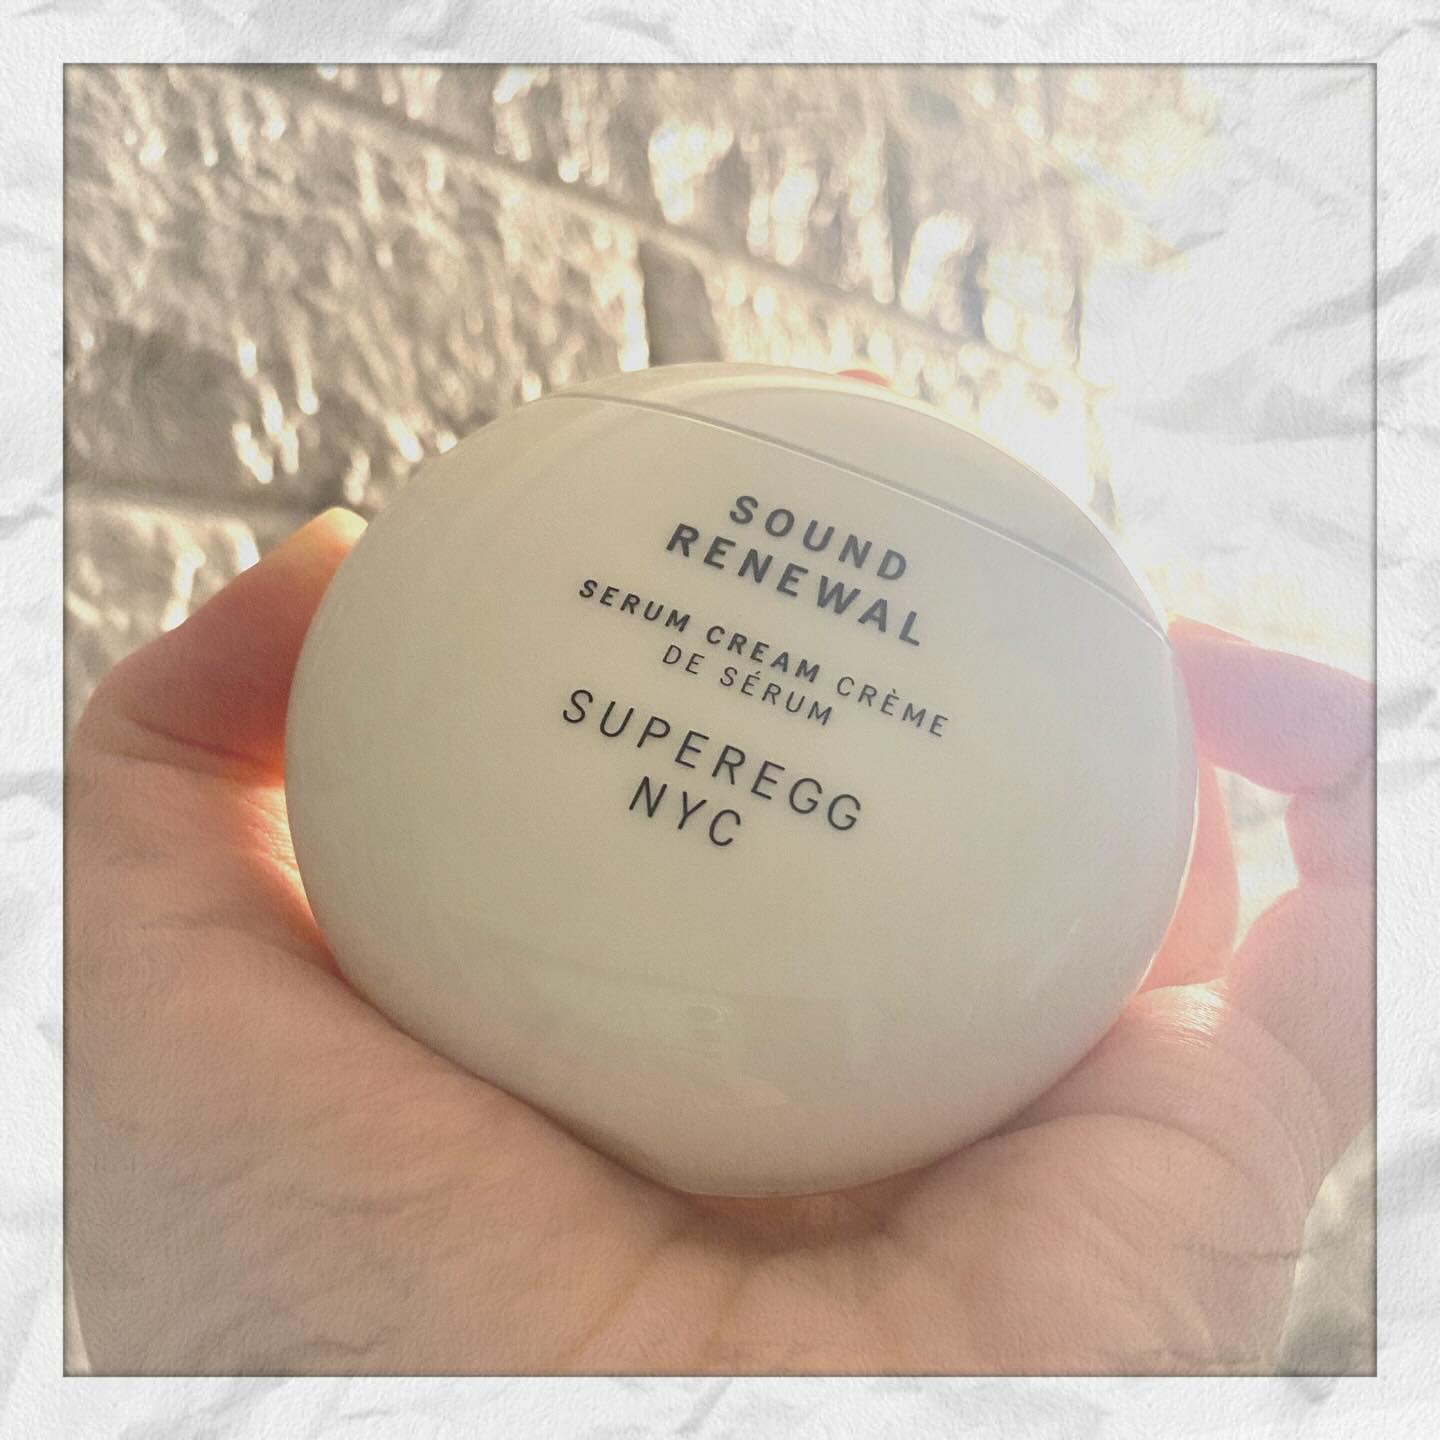 SOUND
RENEWAL
SERUM CREAM CRÈME
DE SÉRUM
SUPEREGG
NYC